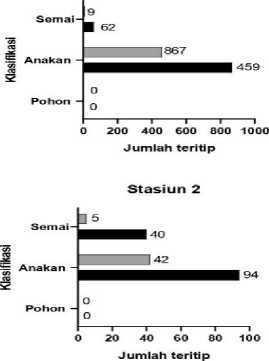 Semai
9
62
Anakan
867
459
Pohon
0
0
Klasifikasi
0 200 400 600 800 1000
Jumlah teritip
Stasiun 2
Semai
5
40
Anakan
42
94
Pohon
0
0
Klasifikasi
0 20 40 60 80 100
Jumlah teritip